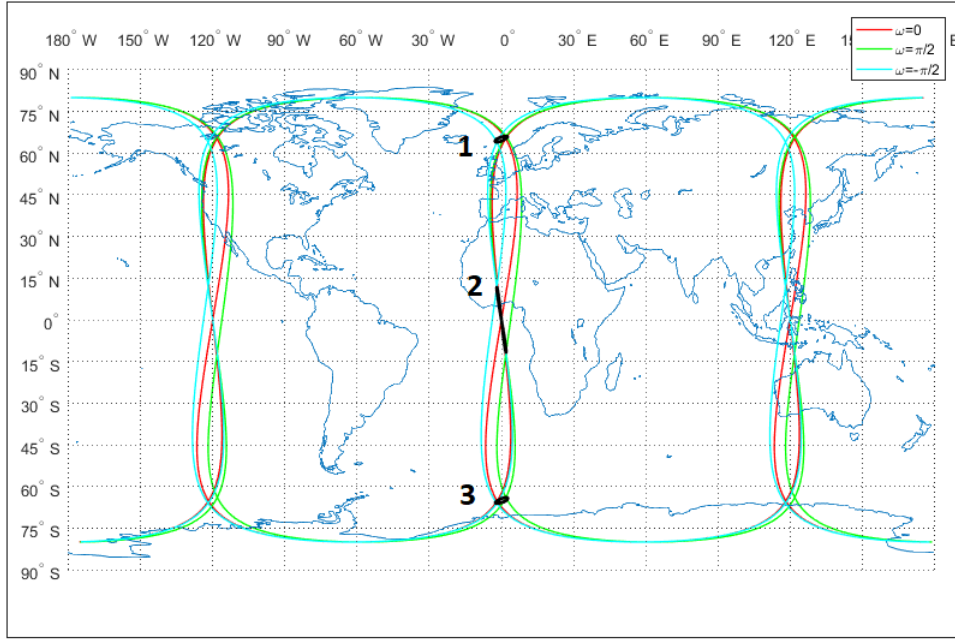 180° W 150° W 120° W 90° W 60° W 30° W 0° 30° E 60° E 90° E 120° E 15 E
ω=0
ω=π/2
ω=-π/2
90° N
75° N
60° N
45° N
30° N
15° N
0°
15° S
30° S
45° S
60° S
75° S
90° S
1
2
3